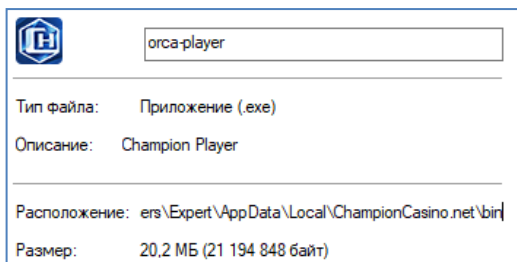 orca-player
Тип файла: Приложение (.exe)
Описание: Champion Player
Расположение: ers\Expert\AppData\Local\ChampionCasino.net\bin
Размер: 20,2 МБ (21 194 848 байт)